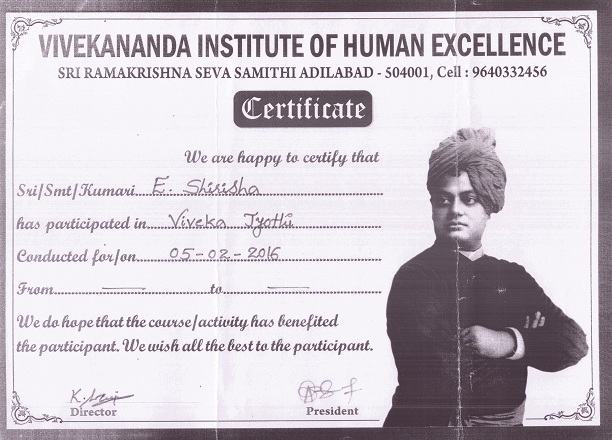 VIVEKANANDA INSTITUTE OF HUMAN EXCELLENCE
SRI RAMAKRISHNA SEVA SAMITHI ADILABAD - 504001, Cell : 9640332456
Certificate
We are happy to certify that
Sri/Smt/Kumari E. Shirisha
has participated in Viveka Jyothi
Conducted for/on 05-02-2016
From — to —
We do hope that the course/activity has benefited
the participant. We wish all the best to the participant.
Director President